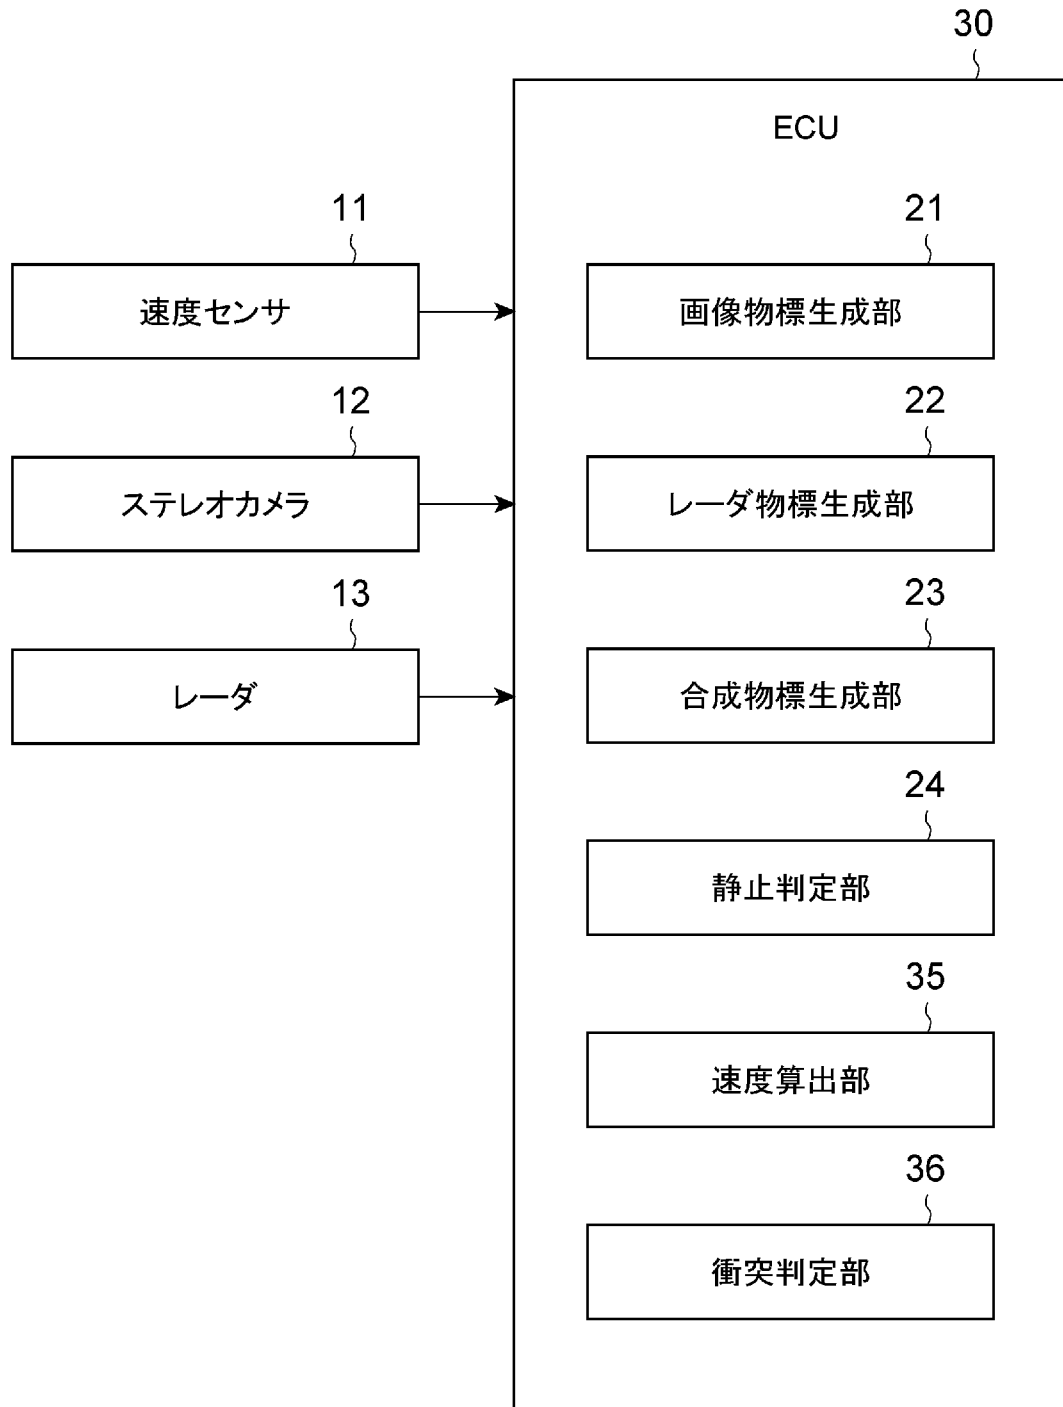 30
ECU
11
速度センサ
21
画像物標生成部
12
ステレオカメラ
22
レーダ物標生成部
13
レーダ
23
合成物標生成部
24
静止判定部
35
速度算出部
36
衝突判定部